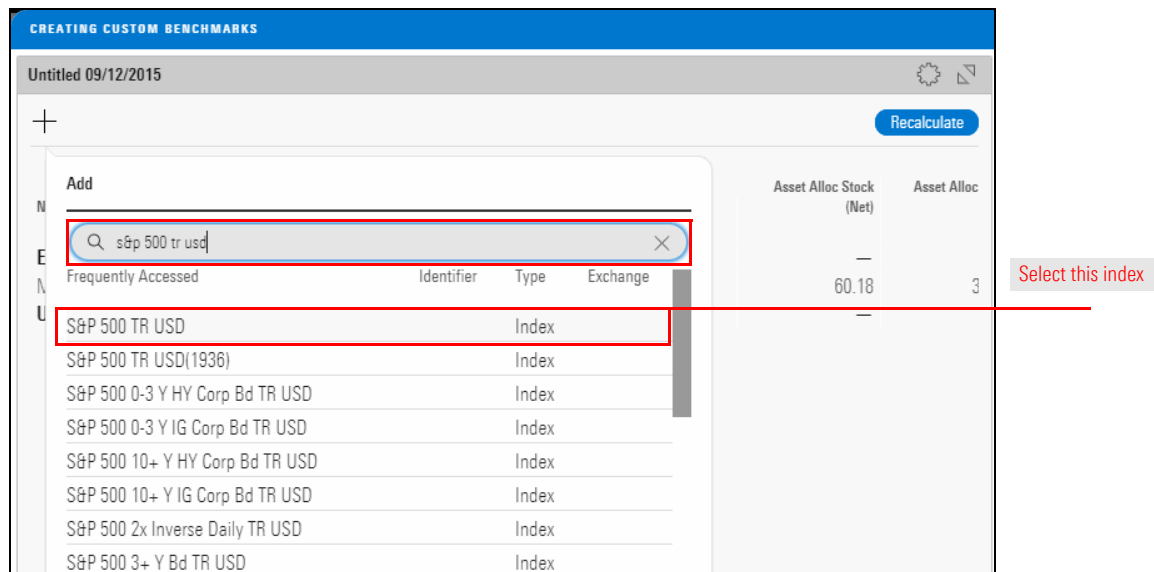 CREATING CUSTOM BENCHMARKS
Untitled 09/12/2015
Recalculate
Add
Asset Alloc Stock
(Net)
Asset Alloc
N
s&p 500 tr usd
E
—
Frequently Accessed Identifier Type Exchange
N
60.18
3
Select this index
U
—
S&P 500 TR USD Index
S&P 500 TR USD(1936) Index
S&P 500 0-3 Y HY Corp Bd TR USD Index
S&P 500 0-3 Y IG Corp Bd TR USD Index
S&P 500 10+ Y HY Corp Bd TR USD Index
S&P 500 10+ Y IG Corp Bd TR USD Index
S&P 500 2x Inverse Daily TR USD Index
S&P 500 3+ Y Bd TR USD Index